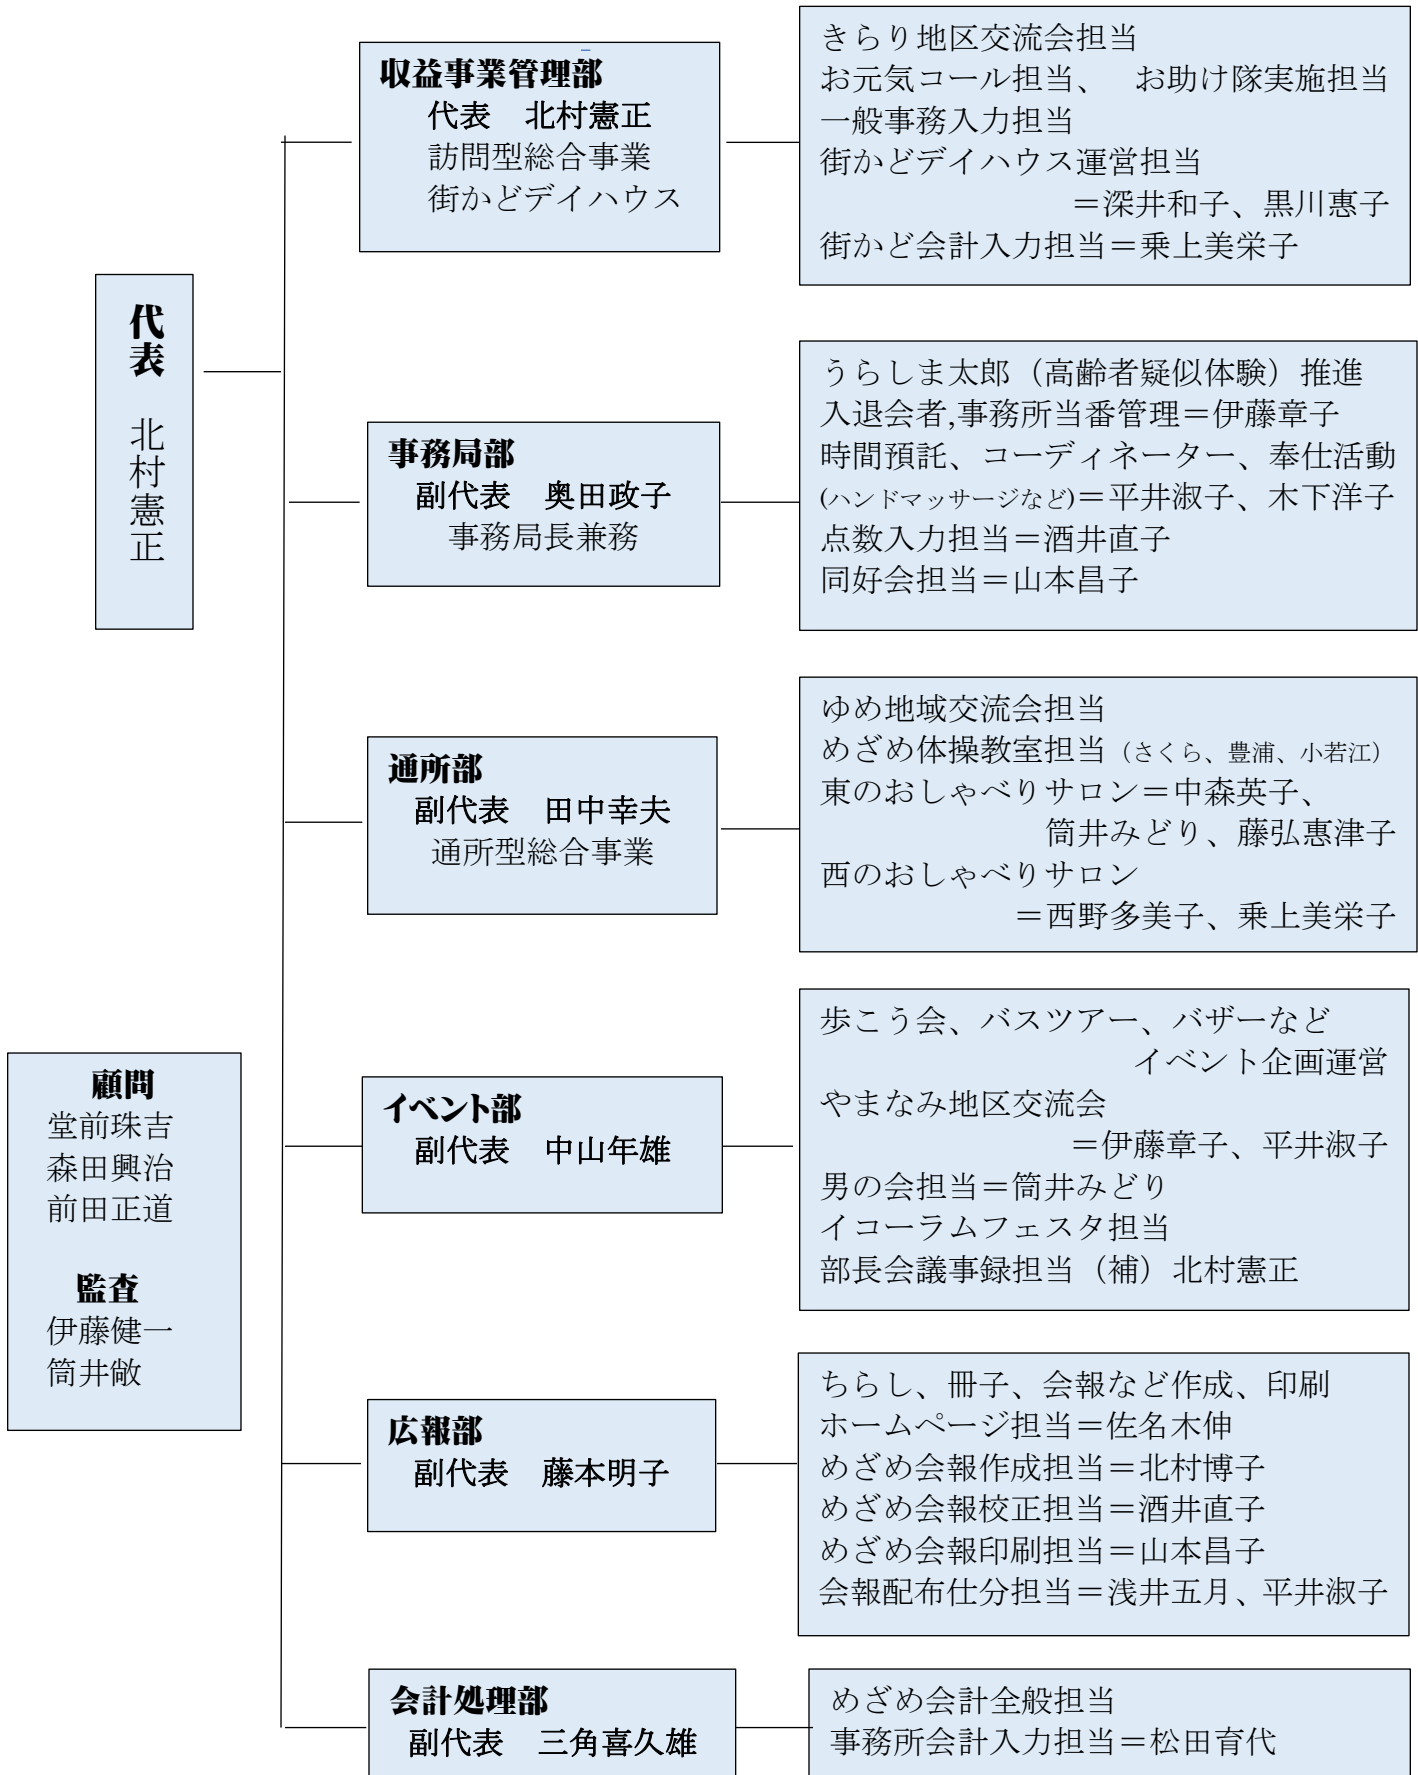 代表　北村憲正
収益事業管理部
代表　北村憲正
訪問型総合事業
街かどデイハウス
きらり地区交流会担当
お元気コール担当、　お助け隊実施担当
一般事務入力担当
街かどデイハウス運営担当
＝深井和子、黒川惠子
街かど会計入力担当＝乗上美栄子
事務局部
副代表　奥田政子
事務局長兼務
うらしま太郎（高齢者疑似体験）推進
入退会者,事務所当番管理＝伊藤章子
時間預託、コーディネーター、奉仕活動
(ハンドマッサージなど)＝平井淑子、木下洋子
点数入力担当＝酒井直子
同好会担当＝山本昌子
通所部
副代表　田中幸夫
通所型総合事業
ゆめ地域交流会担当
めざめ体操教室担当（さくら、豊浦、小若江）
東のおしゃべりサロン＝中森英子、
筒井みどり、藤弘惠津子
西のおしゃべりサロン
＝西野多美子、乗上美栄子
イベント部
副代表　中山年雄
歩こう会、バスツアー、バザーなど
イベント企画運営
やまなみ地区交流会
＝伊藤章子、平井淑子
男の会担当＝筒井みどり
イコーラムフェスタ担当
部長会議事録担当（補）北村憲正
顧問
堂前珠吉
森田興治
前田正道
監査
伊藤健一
筒井敞
広報部
副代表　藤本明子
ちらし、冊子、会報など作成、印刷
ホームページ担当＝佐名木伸
めざめ会報作成担当＝北村博子
めざめ会報校正担当＝酒井直子
めざめ会報印刷担当＝山本昌子
会報配布仕分担当＝浅井五月、平井淑子
会計処理部
副代表　三角喜久雄
めざめ会計全般担当
事務所会計入力担当＝松田育代